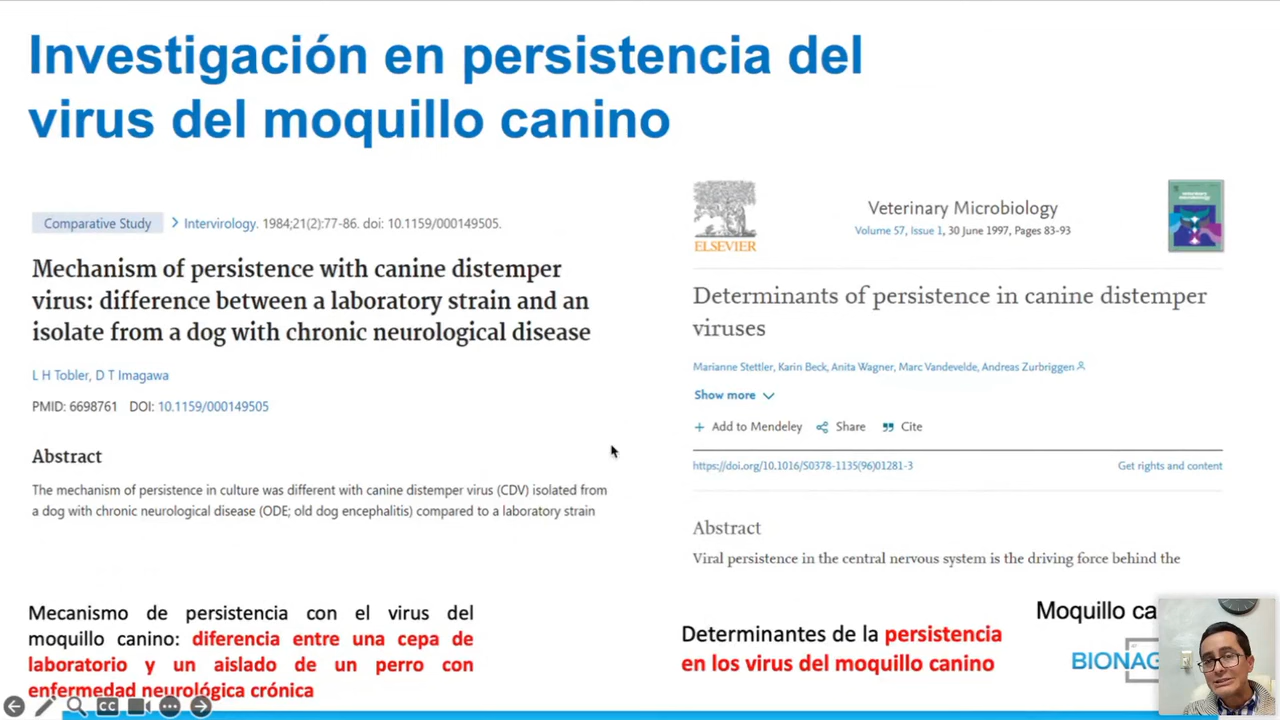 Investigación en persistencia del
virus del moquillo canino
Comparative Study
Intervirology. 1984;21(2):77-86. doi: 10.1159/000149505.
Mechanism of persistence with canine distemper
virus: difference between a laboratory strain and an
isolate from a dog with chronic neurological disease
L H Tobler, D T Imagawa
PMID: 6698761 DOI: 10.1159/000149505
Abstract
The mechanism of persistence in culture was different with canine distemper virus (CDV) isolated from
a dog with chronic neurological disease (ODE; old dog encephalitis) compared to a laboratory strain
Mecanismo de persistencia con el virus del
moquillo canino: diferencia entre una cepa de
laboratorio y un aislado de un perro con
enfermedad neurológica crónica
ELSEVIER
Veterinary Microbiology
Volume 57, Issue 1, 30 June 1997, Pages 83-93
Determinants of persistence in canine distemper
viruses
Marianne Stettler, Karin Beck, Anita Wagner, Marc Vandevelde, Andreas Zurbriggen
Show more
+ Add to Mendeley Share Cite
https://doi.org/10.1016/S0378-1135(96)01281-3 Get rights and content
Abstract
Viral persistence in the central nervous system is the driving force behind the
Determinantes de la persistencia
en los virus del moquillo canino
Moquillo
CC